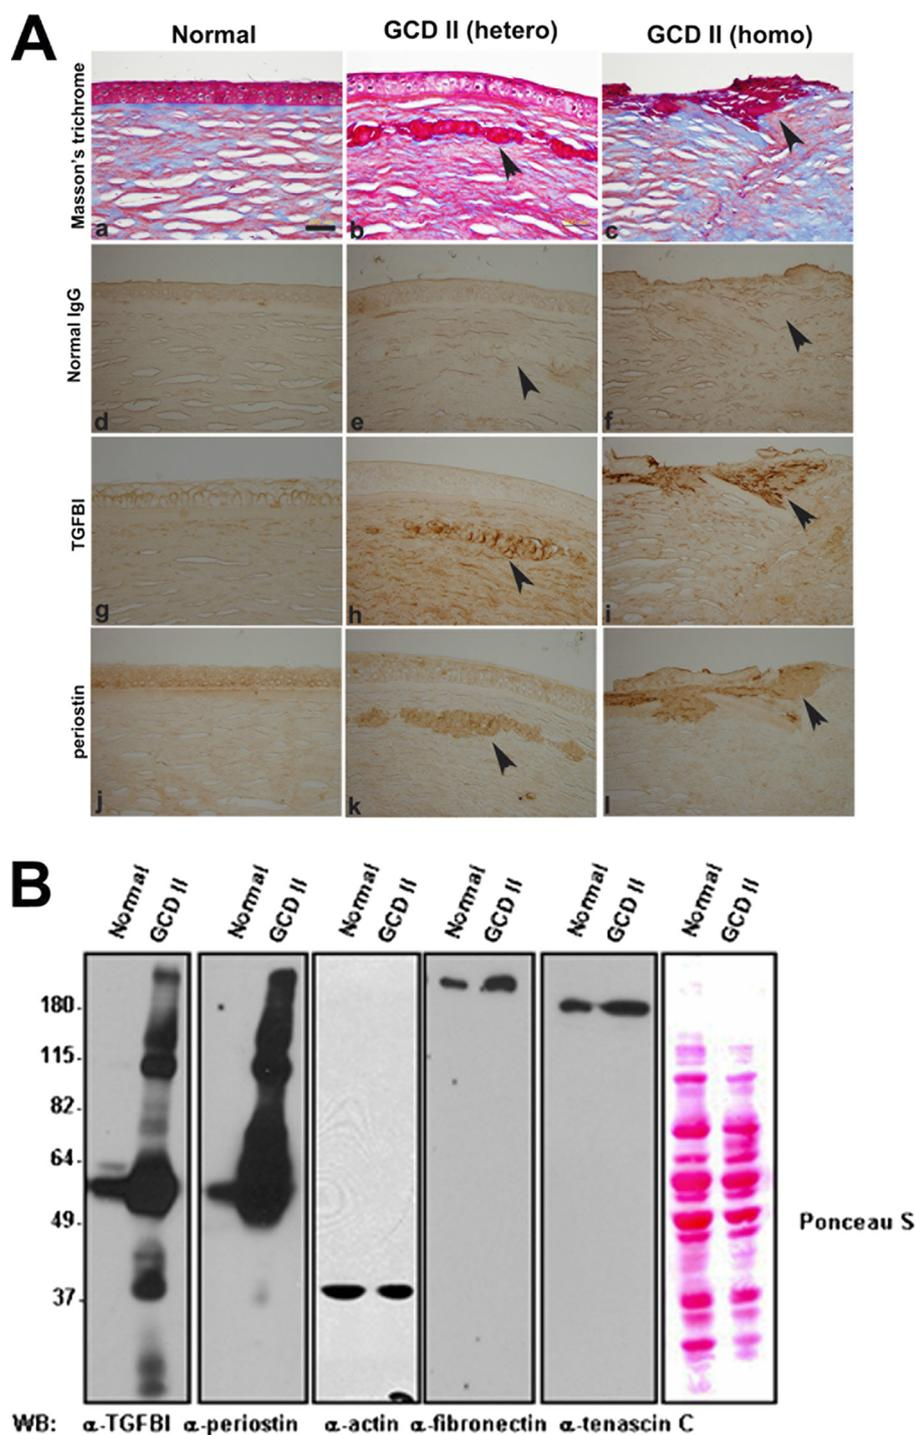 A
Normal GCD II (hetero) GCD II (homo)
Masson's trichrome
a b c
Normal IgG
d e f
TGFBI
g h i
periostin
j k l
B
Normal GCD II Normal GCD II Normal GCD II Normal GCD II Normal GCD II Normal GCD II
180-
115-
82-
64-
49-
37-
Ponceau S
WB: α-TGFBI α-periostin α-actin α-fibronectin α-tenascin C